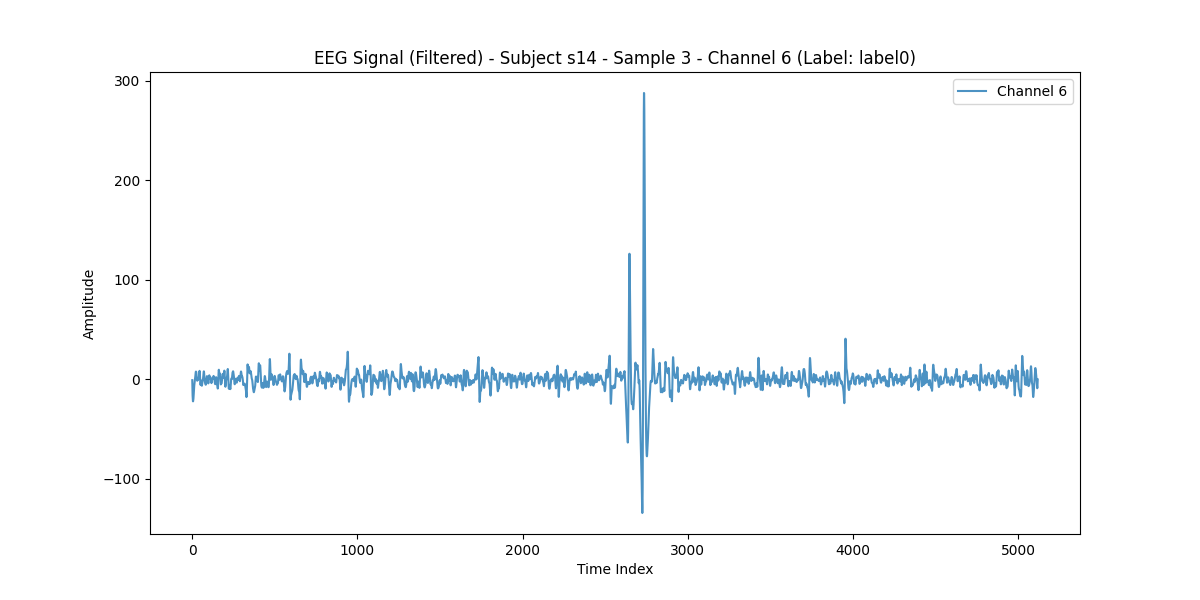 EEG Signal (Filtered) - Subject s14 - Sample 3 - Channel 6 (Label: label0)
Channel 6
300
200
100
0
−100
Amplitude
0 1000 2000 3000 4000 5000
Time Index